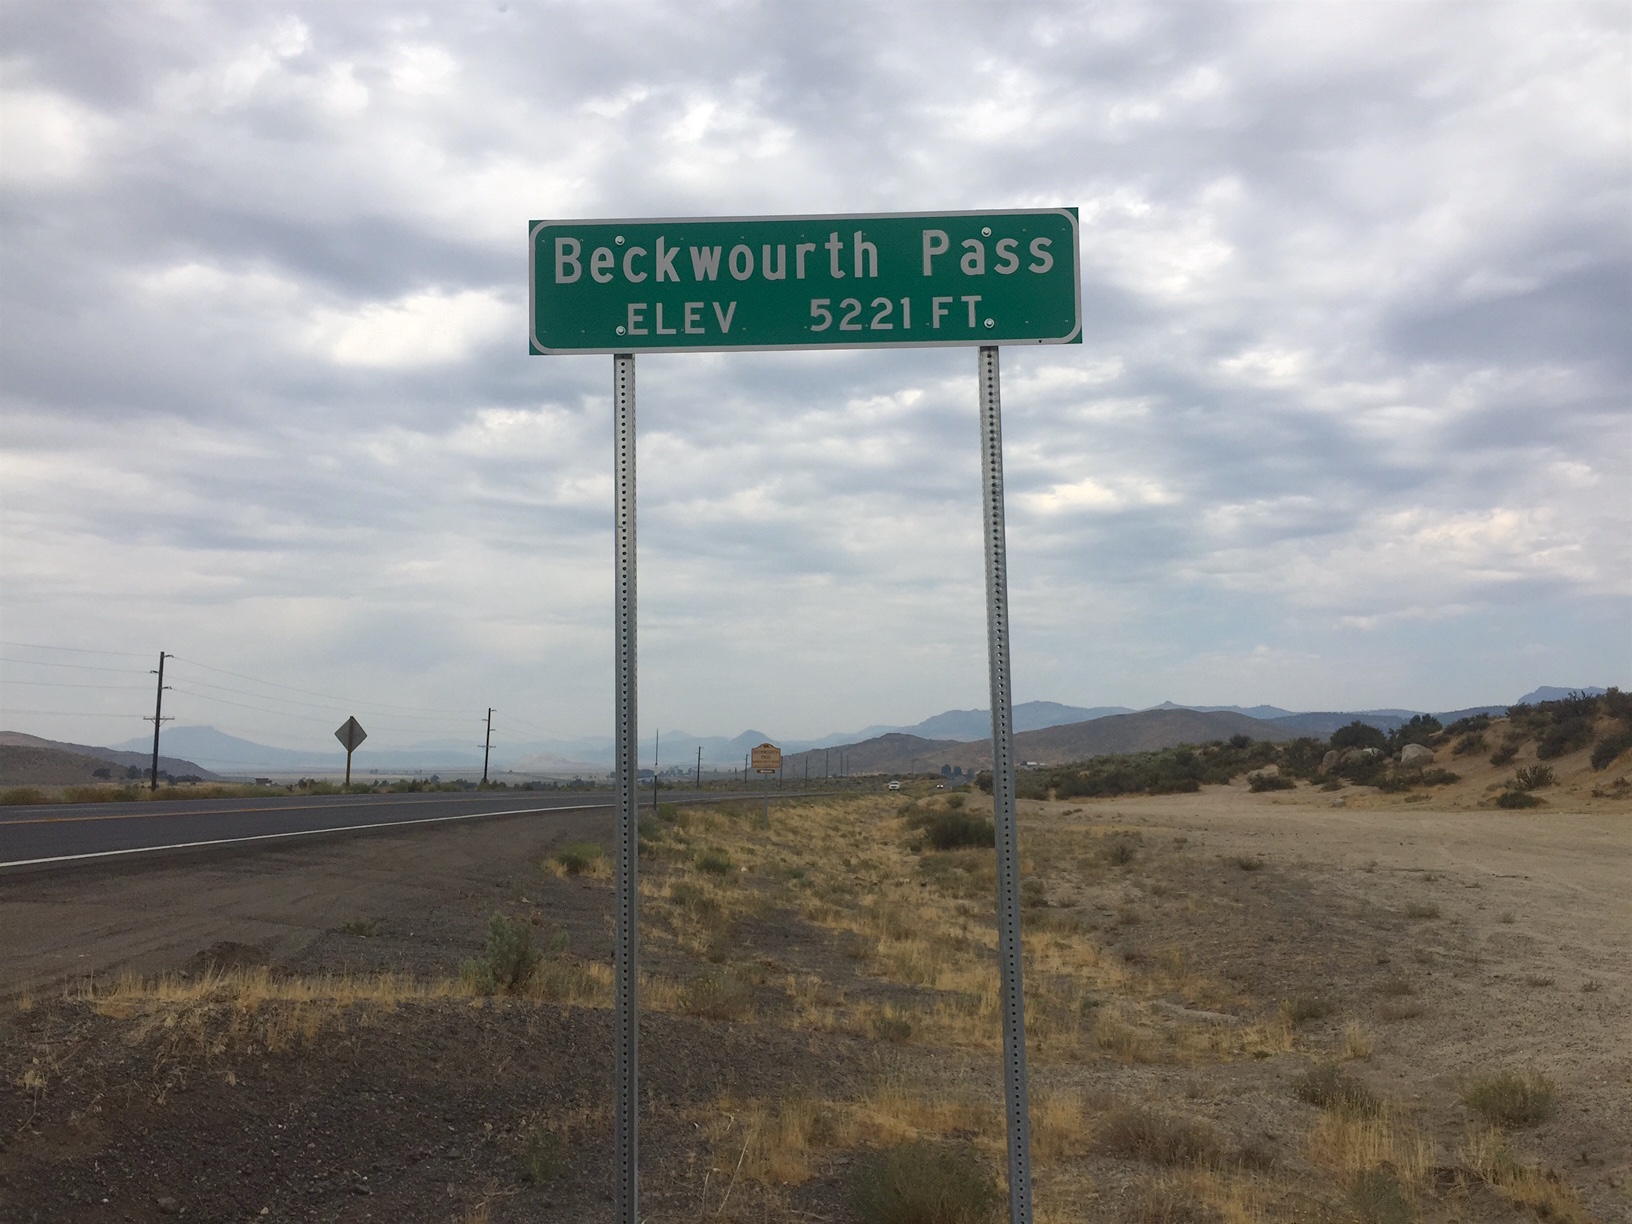 Beckwourth Pass
ELEV 5221 FT